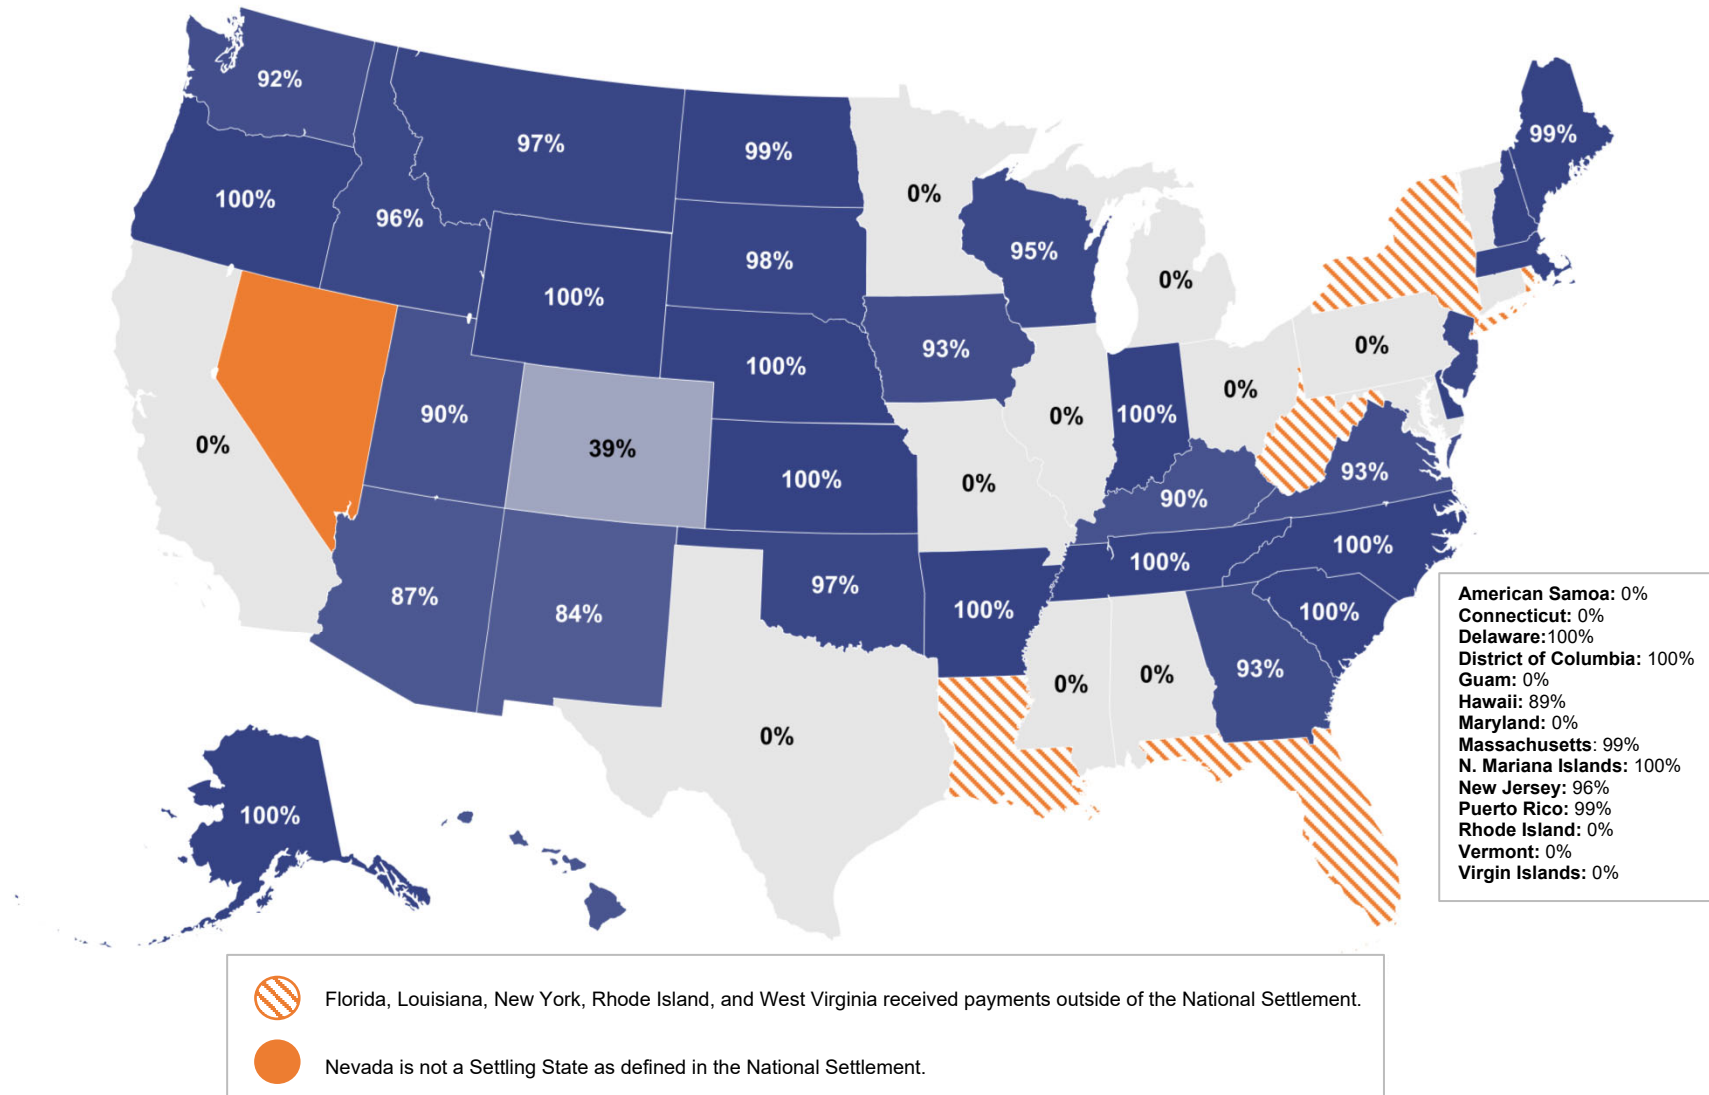 92%
97%
99%
99%
100%
96%
0%
98%
95%
0%
100%
100%
93%
0%
90%
0%
39%
0%
100%
0%
100%
0%
93%
90%
100%
87%
84%
97%
100%
100%
100%
100%
93%
0%
0%
0%
100%
American Samoa: 0%
Connecticut: 0%
Delaware:100%
District of Columbia: 100%
Guam: 0%
Hawaii: 89%
Maryland: 0%
Massachusetts: 99%
N. Mariana Islands: 100%
New Jersey: 96%
Puerto Rico: 99%
Rhode Island: 0%
Vermont: 0%
Virgin Islands: 0%
Florida, Louisiana, New York, Rhode Island, and West Virginia received payments outside of the National Settlement.
Nevada is not a Settling State as defined in the National Settlement.